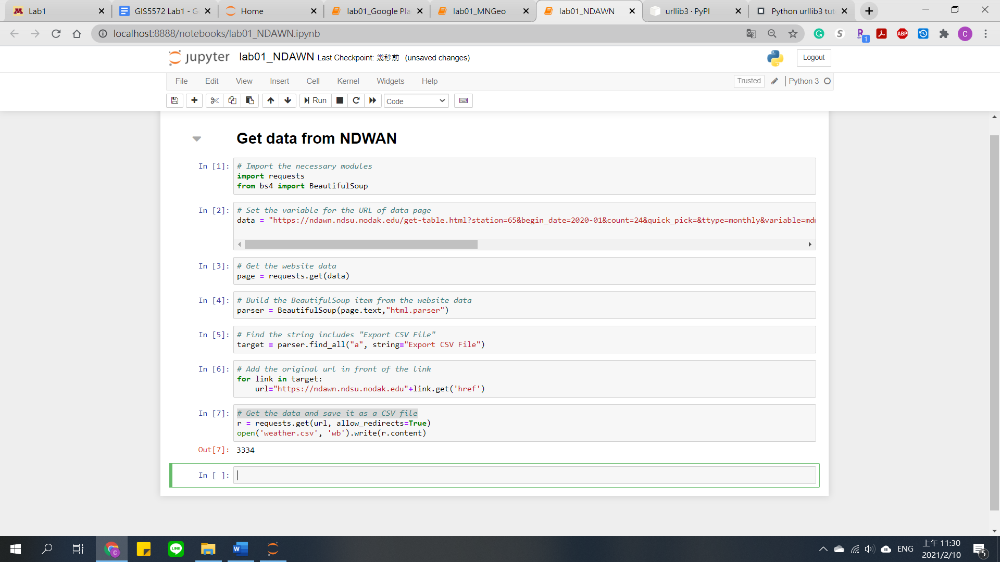 Lab1
GIS5572 Lab1 - G
Home
lab01_Google Pla
lab01_MNGeo
lab01_NDAWN
urllib3 · PyPI
Python urllib3 tut
localhost:8888/notebooks/lab01_NDAWN.ipynb
1
ABP
C
jupyter lab01_NDAWN Last Checkpoint: 幾秒前 (unsaved changes)
Logout
File Edit View Insert Cell Kernel Widgets Help
Trusted
Python 3
Run
Code
Get data from NDWAN
In [1]: # Import the necessary modules
import requests
from bs4 import BeautifulSoup
In [2]: # Set the variable for the URL of data page
data = "https://ndawn.ndsu.nodak.edu/get-table.html?station=65&begin_date=2020-01&count=24&quick_pick=&ttype=monthly&variable=mdm
In [3]: # Get the website data
page = requests.get(data)
In [4]: # Build the BeautifulSoup item from the website data
parser = BeautifulSoup(page.text,"html.parser")
In [5]: # Find the string includes "Export CSV File"
target = parser.find_all("a", string="Export CSV File")
In [6]: # Add the original url in front of the link
for link in target:
    url="https://ndawn.ndsu.nodak.edu"+link.get('href')
In [7]: # Get the data and save it as a CSV file
r = requests.get(url, allow_redirects=True)
open('weather.csv', 'wb').write(r.content)
Out[7]: 3334
In [ ]:
LINE
ENG
上午 11:30
2021/2/10
5